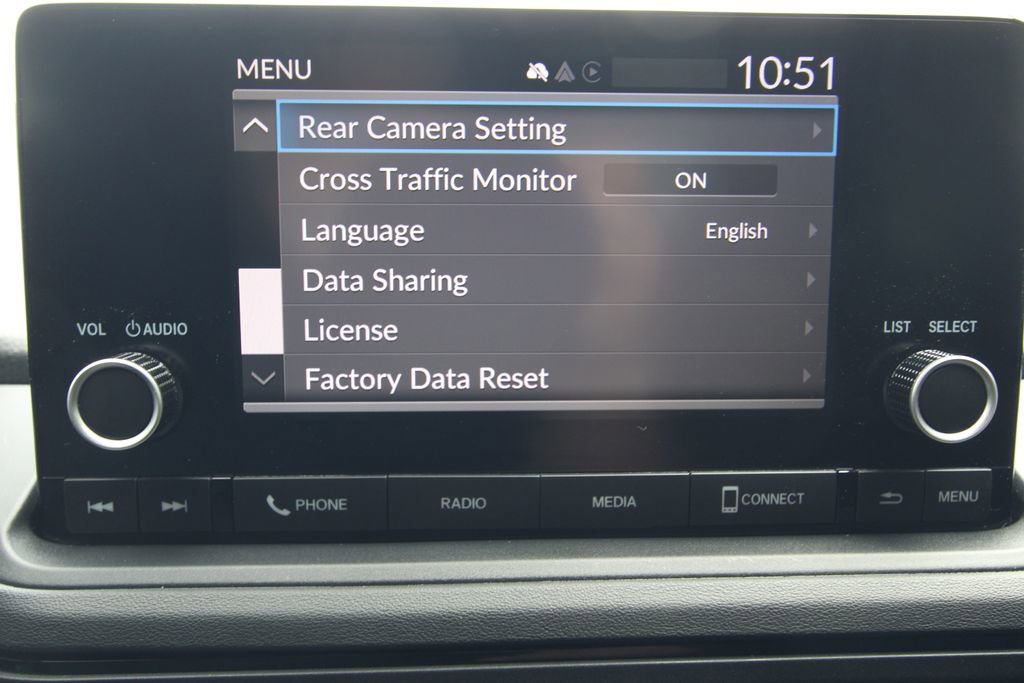 MENU 10:51
Rear Camera Setting
Cross Traffic Monitor ON
Language English
Data Sharing
License
Factory Data Reset
VOL AUDIO
LIST SELECT
PHONE RADIO MEDIA CONNECT MENU